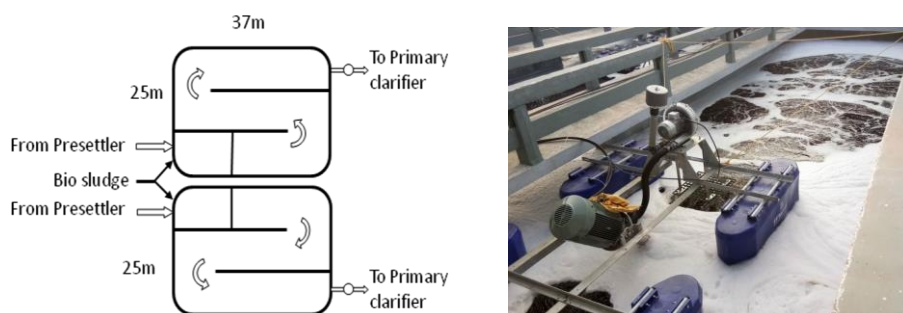 37m
To Primary
clarifier
25m
From Presettler
Bio sludge
From Presettler
25m
To Primary
clarifier